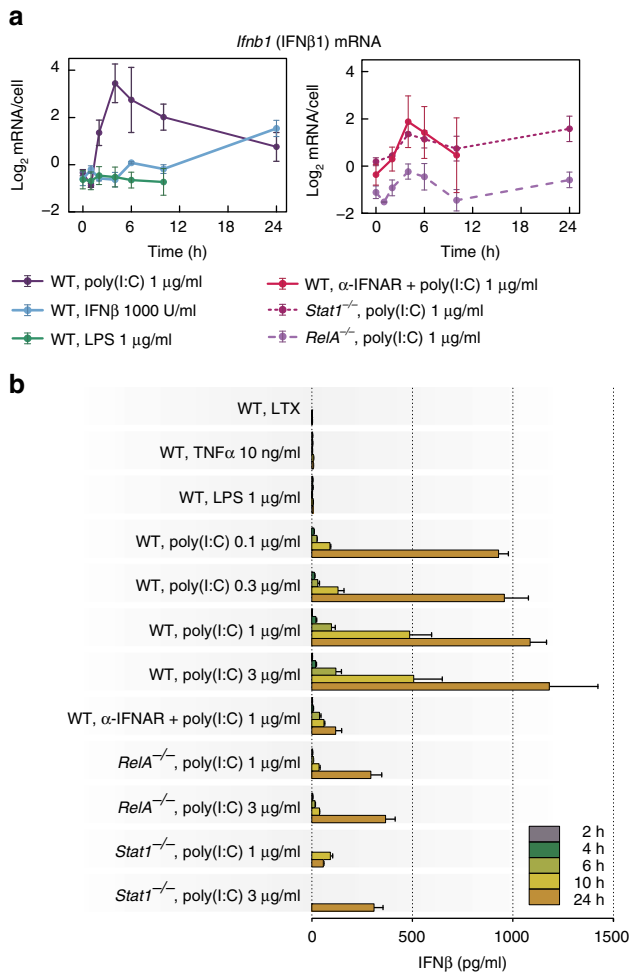 a
Ifnb1 (IFNβ1) mRNA
Log2 mRNA/cell
4
2
0
−2
0 6 12 18 24
Time (h)
Log2 mRNA/cell
4
2
0
−2
0 6 12 18 24
Time (h)
WT, poly(I:C) 1 μg/ml
WT, IFNβ 1000 U/ml
WT, LPS 1 μg/ml
WT, α-IFNAR + poly(I:C) 1 μg/ml
Stat1−/−, poly(I:C) 1 μg/ml
RelA−/−, poly(I:C) 1 μg/ml
b
WT, LTX
WT, TNFα 10 ng/ml
WT, LPS 1 μg/ml
WT, poly(I:C) 0.1 μg/ml
WT, poly(I:C) 0.3 μg/ml
WT, poly(I:C) 1 μg/ml
WT, poly(I:C) 3 μg/ml
WT, α-IFNAR + poly(I:C) 1 μg/ml
RelA−/−, poly(I:C) 1 μg/ml
RelA−/−, poly(I:C) 3 μg/ml
Stat1−/−, poly(I:C) 1 μg/ml
Stat1−/−, poly(I:C) 3 μg/ml
2 h
4 h
6 h
10 h
24 h
0 500 1000 1500
IFNβ (pg/ml)